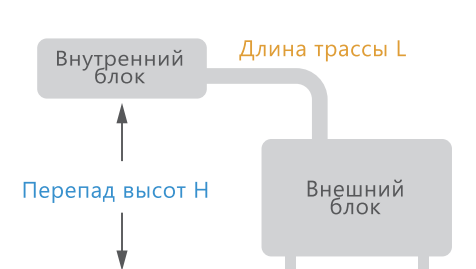 Длина трассы L
Внутренний
блок
Перепад высот H
Внешний
блок